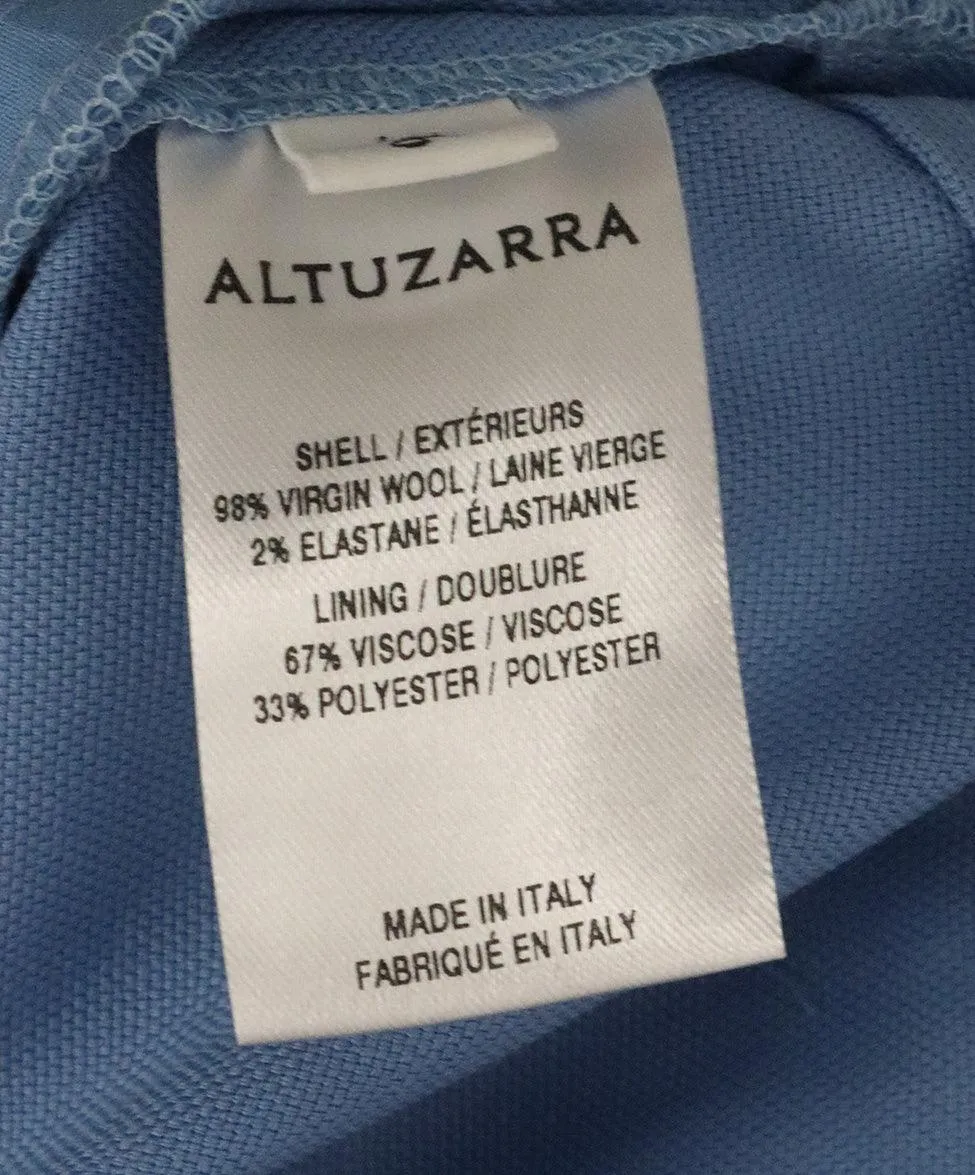 ALTUZARRA
SHELL / EXTÉRIEURS
98% VIRGIN WOOL / LAINE VIERGE
2% ELASTANE / ÉLASTHANNE
LINING / DOUBLURE
67% VISCOSE / VISCOSE
33% POLYESTER / POLYESTER
MADE IN ITALY
FABRIQUÉ EN ITALY